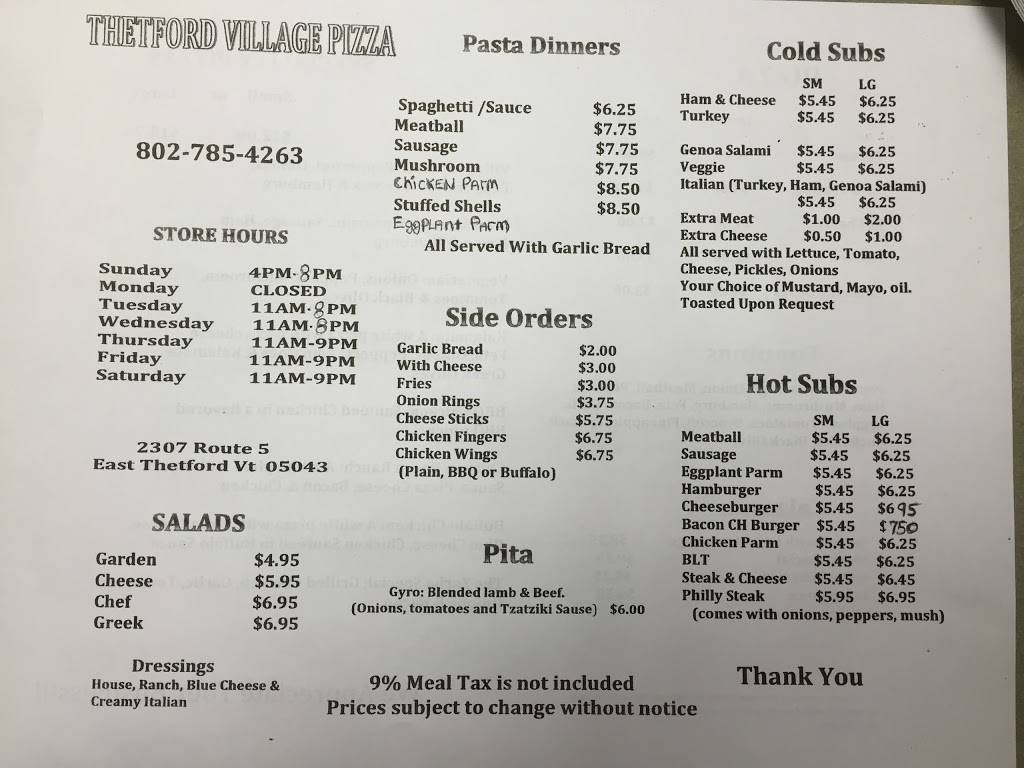 THETFORD VILLAGE PIZZA
802-785-4263
STORE HOURS
Sunday 4PM-8PM
Monday CLOSED
Tuesday 11AM-8PM
Wednesday 11AM-8PM
Thursday 11AM-9PM
Friday 11AM-9PM
Saturday 11AM-9PM
2307 Route 5
East Thetford Vt 05043
SALADS
Garden $4.95
Cheese $5.95
Chef $6.95
Greek $6.95
Dressings
House, Ranch, Blue Cheese &
Creamy Italian
Pasta Dinners
Spaghetti /Sauce $6.25
Meatball $7.75
Sausage $7.75
Mushroom $7.75
Chicken Parm $8.50
Stuffed Shells $8.50
Eggplant Parm
All Served With Garlic Bread
Side Orders
Garlic Bread $2.00
With Cheese $3.00
Fries $3.00
Onion Rings $3.75
Cheese Sticks $5.75
Chicken Fingers $6.75
Chicken Wings $6.75
(Plain, BBQ or Buffalo)
Pita
Gyro: Blended lamb & Beef.
(Onions, tomatoes and Tzatziki Sause) $6.00
9% Meal Tax is not included
Prices subject to change without notice
Cold Subs
SM LG
Ham & Cheese $5.45 $6.25
Turkey $5.45 $6.25
Genoa Salami $5.45 $6.25
Veggie $5.45 $6.25
Italian (Turkey, Ham, Genoa Salami)
$5.45 $6.25
Extra Meat $1.00 $2.00
Extra Cheese $0.50 $1.00
All served with Lettuce, Tomato,
Cheese, Pickles, Onions
Your Choice of Mustard, Mayo, oil.
Toasted Upon Request
Hot Subs
SM LG
Meatball $5.45 $6.25
Sausage $5.45 $6.25
Eggplant Parm $5.45 $6.25
Hamburger $5.45 $6.25
Cheeseburger $5.45 $695
Bacon CH Burger $5.45 $750
Chicken Parm $5.45 $6.25
BLT $5.45 $6.25
Steak & Cheese $5.45 $6.45
Philly Steak $5.95 $6.95
(comes with onions, peppers, mush)
Thank You